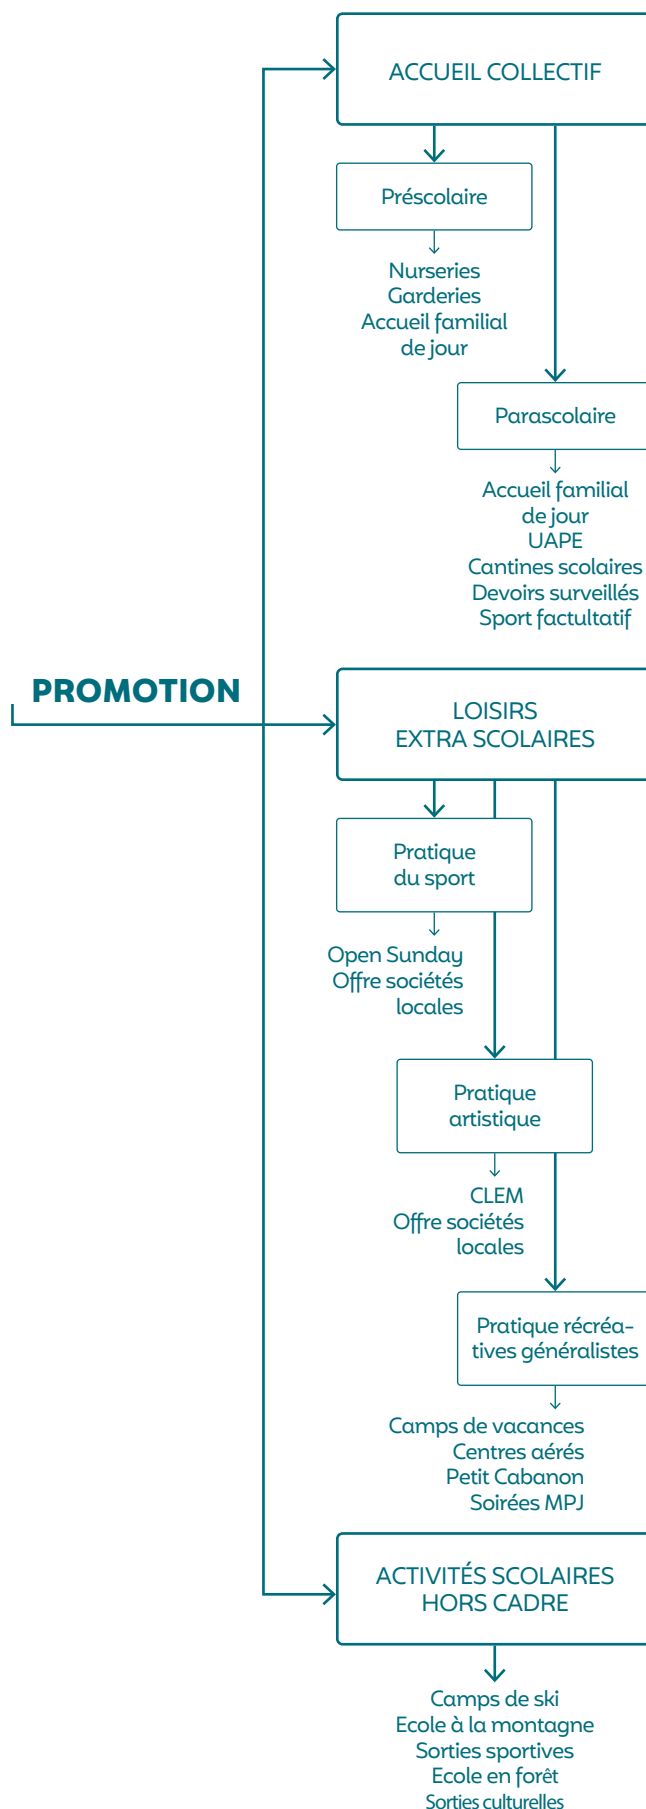 ACCUEIL COLLECTIF
Préscolaire
Nurseries
Garderies
Accueil familial
de jour
Parascolaire
Accueil familial
de jour
UAPE
Cantines scolaires
Devoirs surveillés
Sport factultatif
PROMOTION
LOISIRS
EXTRA SCOLAIRES
Pratique
du sport
Open Sunday
Offre sociétés
locales
Pratique
artistique
CLEM
Offre sociétés
locales
Pratique récréa-
tives généralistes
Camps de vacances
Centres aérés
Petit Cabanon
Soirées MPJ
ACTIVITÉS SCOLAIRES
HORS CADRE
Camps de ski
Ecole à la montagne
Sorties sportives
Ecole en forêt
Sorties culturelles